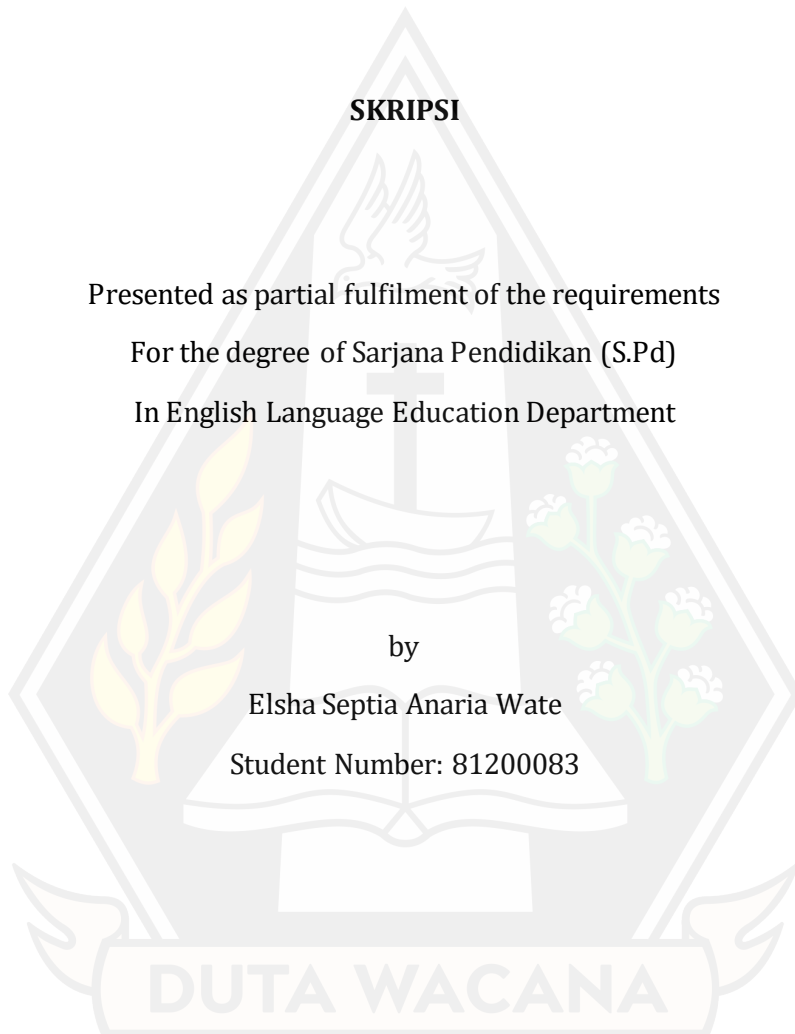 SKRIPSI
Presented as partial fulfilment of the requirements
For the degree of Sarjana Pendidikan (S.Pd)
In English Language Education Department
by
Elsha Septia Anaria Wate
Student Number: 81200083
DUTA WACANA